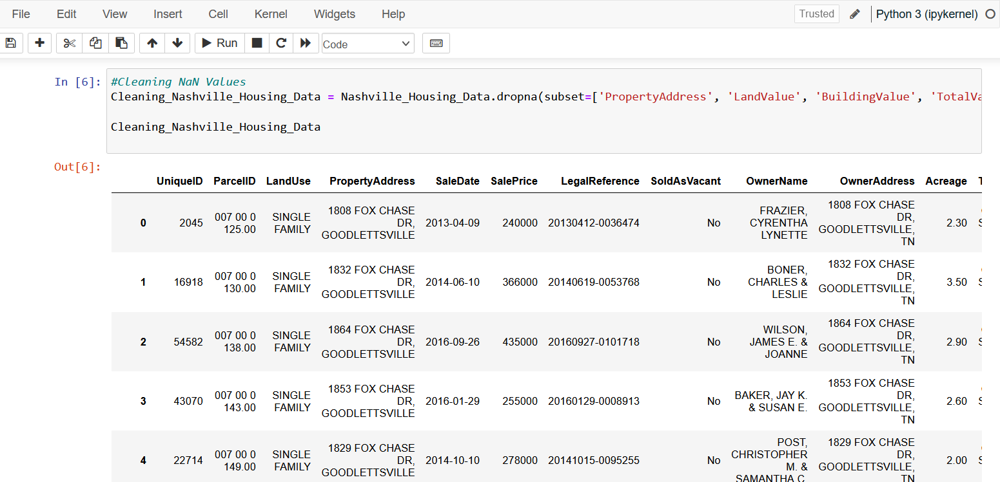 File Edit View Insert Cell Kernel Widgets Help Trusted Python 3 (ipykernel)
Run Code
In [6]: #Cleaning NaN Values
Cleaning_Nashville_Housing_Data = Nashville_Housing_Data.dropna(subset=['PropertyAddress', 'LandValue', 'BuildingValue', 'TotalVa
Cleaning_Nashville_Housing_Data
Out[6]:
UniqueID ParcelID LandUse PropertyAddress SaleDate SalePrice LegalReference SoldAsVacant OwnerName OwnerAddress Acreage
0 2045 007 00 0 125.00 SINGLE FAMILY 1808 FOX CHASE DR, GOODLETTSVILLE 2013-04-09 240000 20130412-0036474 No FRAZIER, CYRENTHA LYNETTE 1808 FOX CHASE DR, GOODLETTSVILLE, TN 2.30
1 16918 007 00 0 130.00 SINGLE FAMILY 1832 FOX CHASE DR, GOODLETTSVILLE 2014-06-10 366000 20140619-0053768 No BONER, CHARLES & LESLIE 1832 FOX CHASE DR, GOODLETTSVILLE, TN 3.50
2 54582 007 00 0 138.00 SINGLE FAMILY 1864 FOX CHASE DR, GOODLETTSVILLE 2016-09-26 435000 20160927-0101718 No WILSON, JAMES E. & JOANNE 1864 FOX CHASE DR, GOODLETTSVILLE, TN 2.90
3 43070 007 00 0 143.00 SINGLE FAMILY 1853 FOX CHASE DR, GOODLETTSVILLE 2016-01-29 255000 20160129-0008913 No BAKER, JAY K. & SUSAN E. 1853 FOX CHASE DR, GOODLETTSVILLE, TN 2.60
4 22714 007 00 0 149.00 SINGLE FAMILY 1829 FOX CHASE DR, GOODLETTSVILLE 2014-10-10 278000 20141015-0095255 No POST, CHRISTOPHER M. & SAMANTHA C. 1829 FOX CHASE DR, GOODLETTSVILLE, TN 2.00